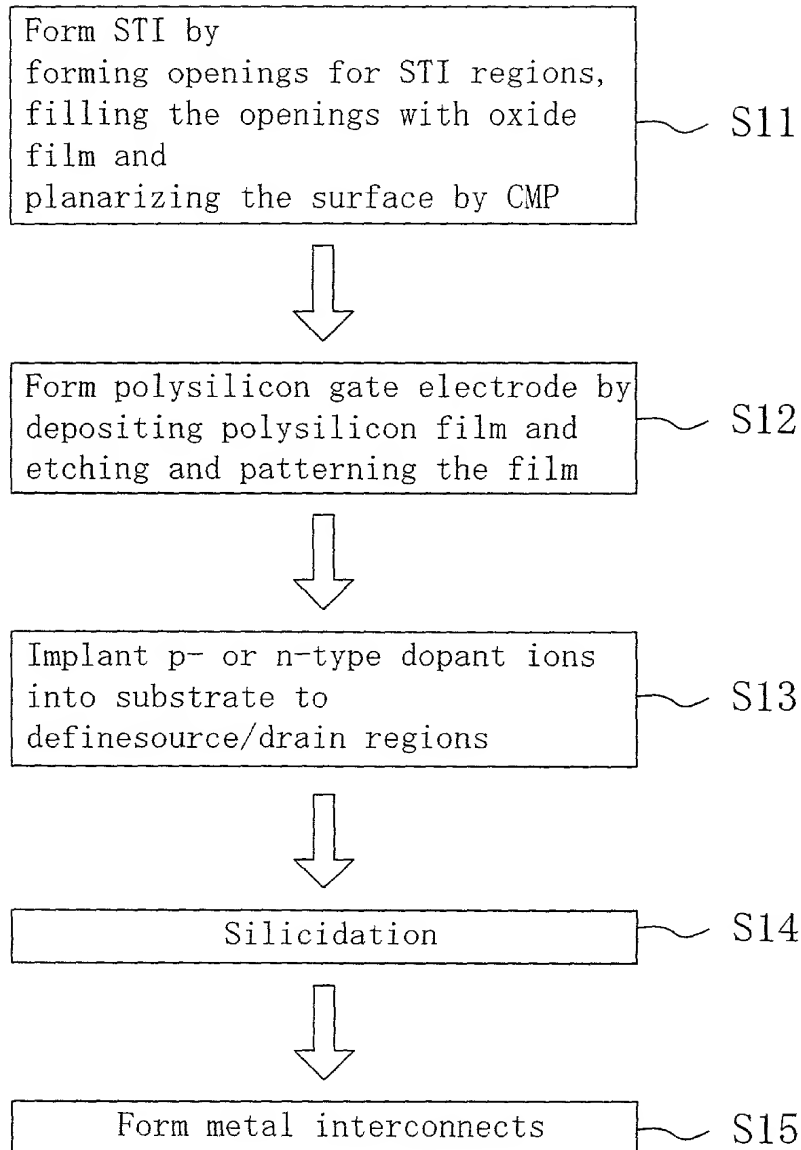 Form STI by
forming openings for STI regions,
filling the openings with oxide
film and
planarizing the surface by CMP
S11
Form polysilicon gate electrode by
depositing polysilicon film and
etching and patterning the film
S12
Implant p- or n-type dopant ions
into substrate to
definesource/drain regions
S13
Silicidation
S14
Form metal interconnects
S15